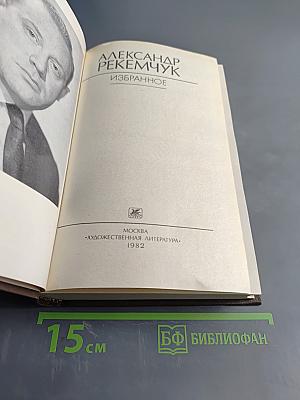 АЛЕКСАНДР
РЕКЕМЧУК
ИЗБРАННОЕ
МОСКВА
«ХУДОЖЕСТВЕННАЯ ЛИТЕРАТУРА»
1982
15 см
БФ БИБЛИОФАН